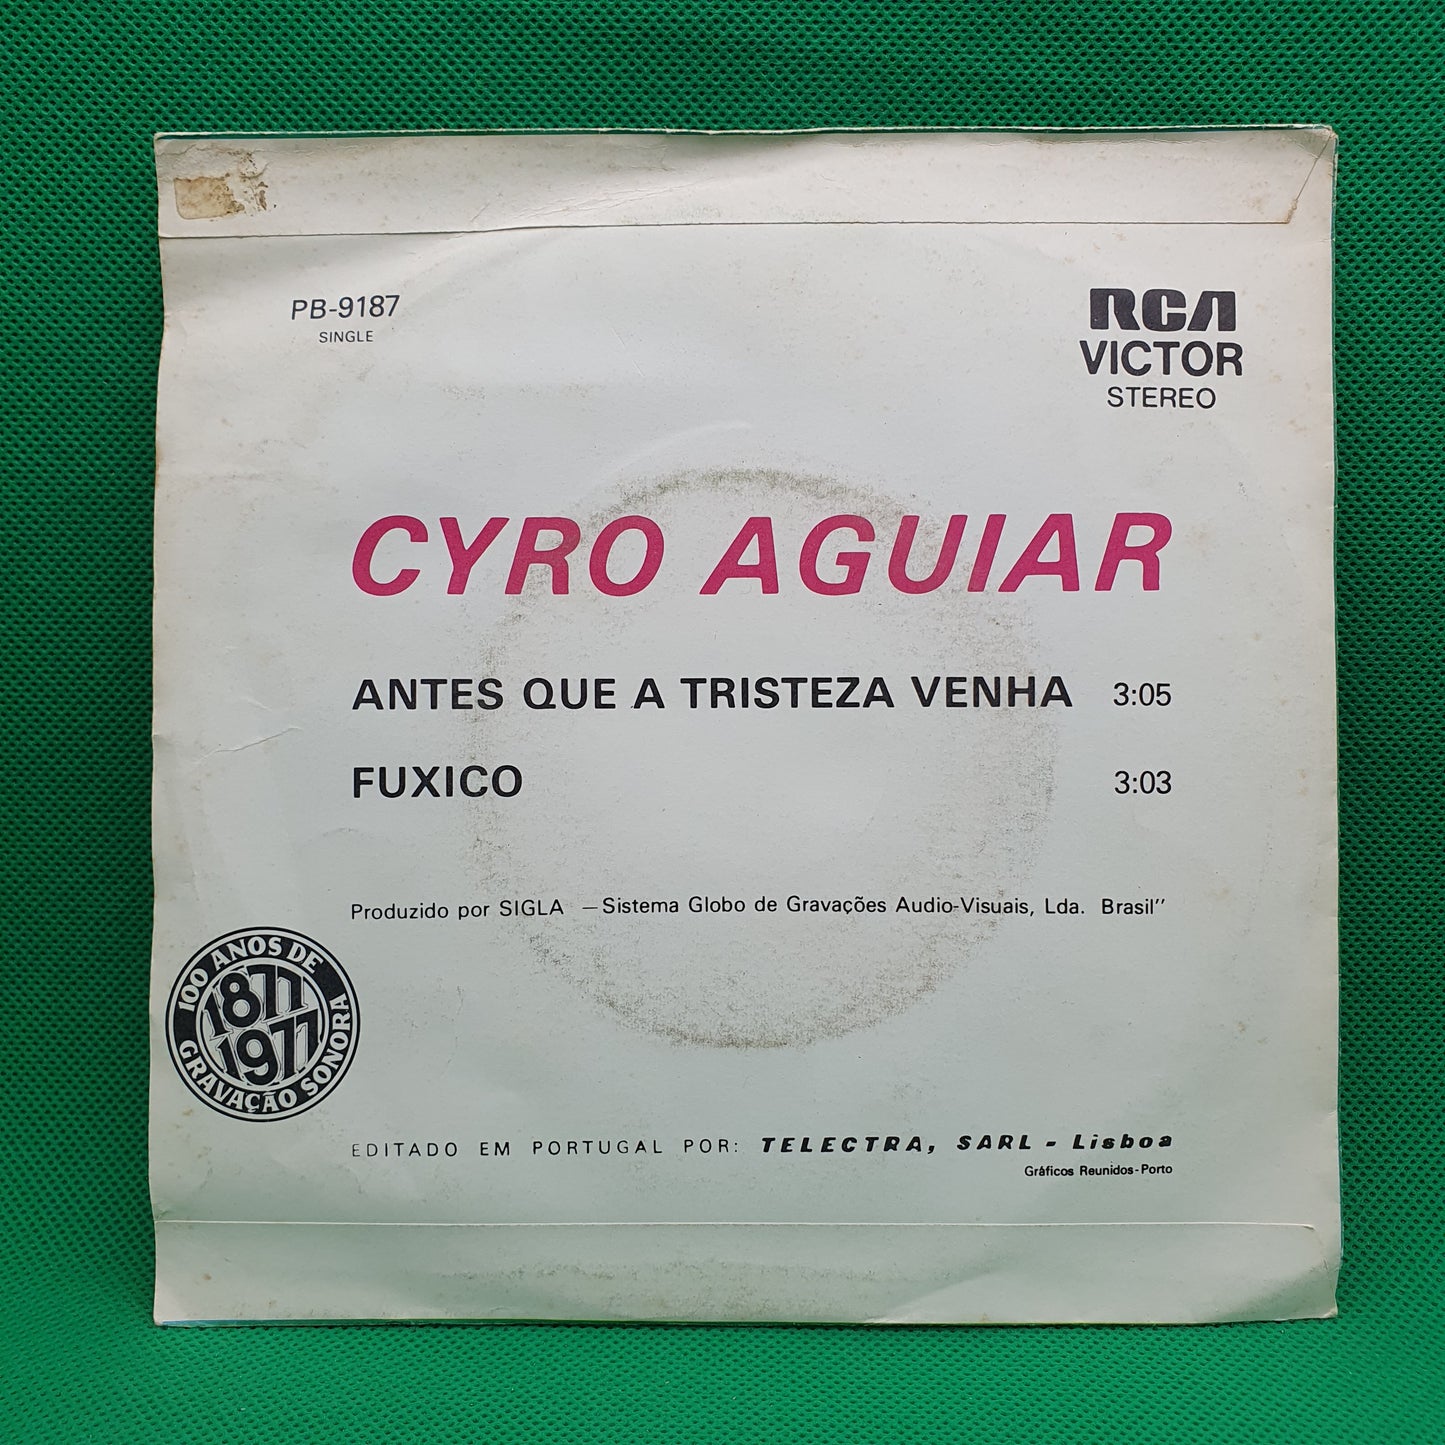 PB-9187
SINGLE
RCA
VICTOR
STEREO
CYRO AGUIAR
ANTES QUE A TRISTEZA VENHA 3:05
FUXICO 3:03
Produzido por SIGLA —Sistema Globo de Gravações Audio-Visuais, Lda. Brasil''
100 ANOS DE
1877
1977
GRAVAÇÃO SONORA
EDITADO EM PORTUGAL POR: TELECTRA, SARL - Lisboa
Gráficos Reunidos-Porto